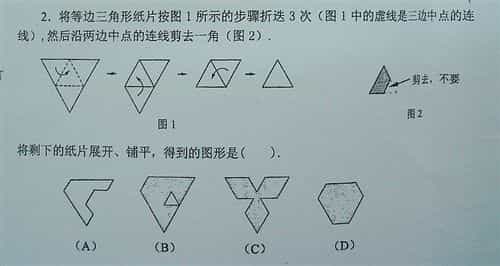 2. 将等边三角形纸片按图 1 所示的步骤折迭 3 次（图 1 中的虚线是三边中点的连
线），然后沿两边中点的连线剪去一角（图 2）.
剪去，不要
图 1
图 2
将剩下的纸片展开、铺平，得到的图形是（ ）.
(A) (B) (C) (D)